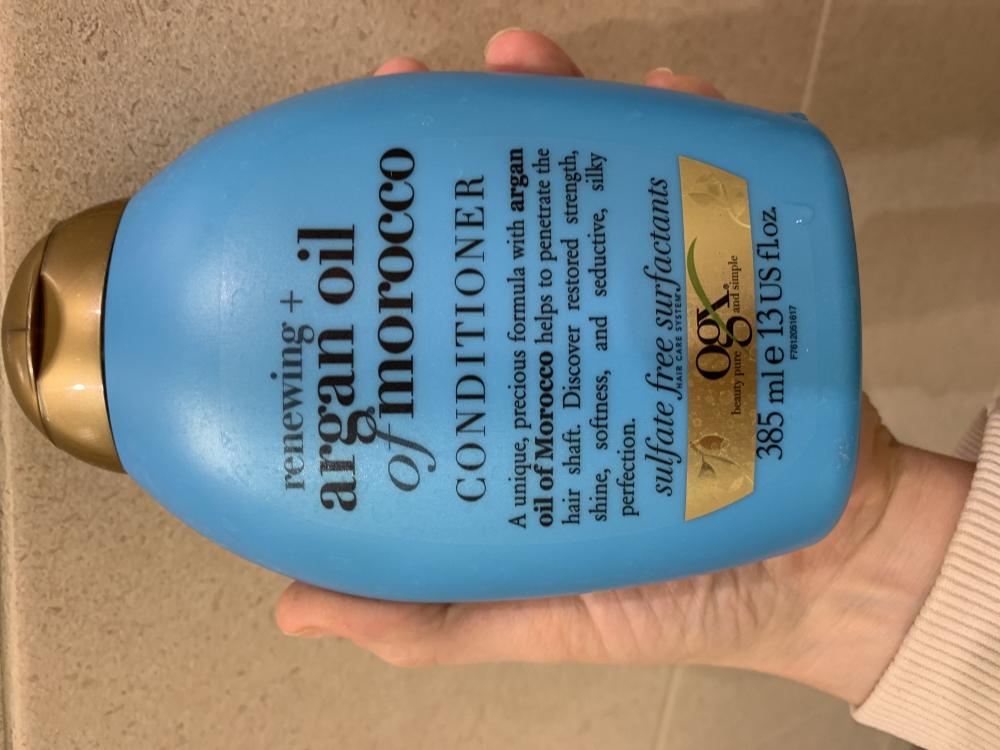 renewing +
argan oil
of morocco
CONDITIONER
A unique, precious formula with argan
oil of Morocco helps to penetrate the
hair shaft. Discover restored strength,
shine, softness, and seductive, silky
perfection.
sulfate free surfactants
HAIR CARE SYSTEM
ogx®
beauty pure and simple
385 ml e 13 US fl.oz.
F7612051617